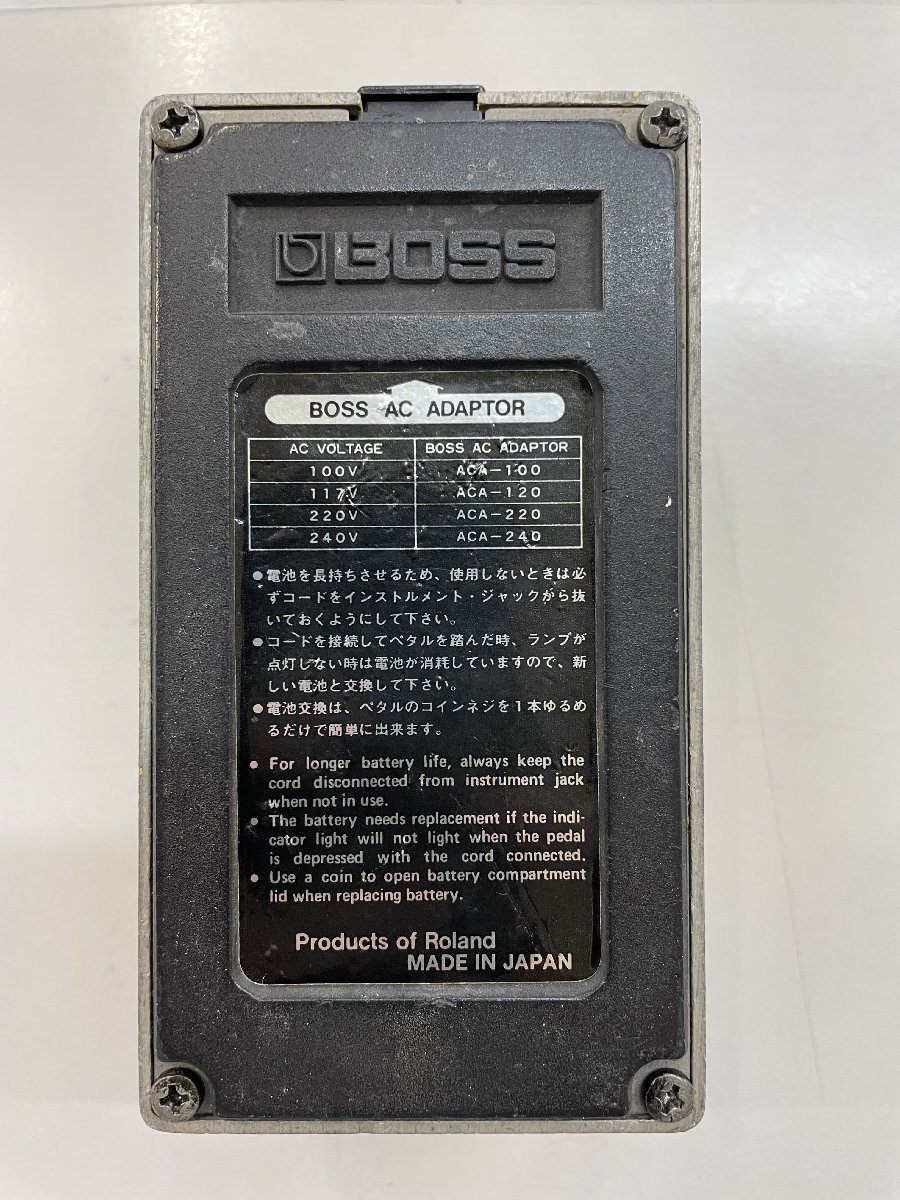 BOSS
BOSS AC ADAPTOR
AC VOLTAGE BOSS AC ADAPTOR
100V ACA-100
117V ACA-120
220V ACA-220
240V ACA-240
●電池を長持ちさせるため、使用しないときは必
ずコードをインストルメント・ジャックから抜
いておくようにして下さい。
●コードを接続してペタルを踏んだ時、ランプが
点灯しない時は電池が消耗していますので、新
しい電池と交換して下さい。
●電池交換は、ペタルのコインネジを1本ゆるめ
るだけで簡単に出来ます。
● For longer battery life, always keep the
cord disconnected from instrument jack
when not in use.
● The battery needs replacement if the indi-
cator light will not light when the pedal
is depressed with the cord connected.
● Use a coin to open battery compartment
lid when replacing battery.
Products of Roland
MADE IN JAPAN